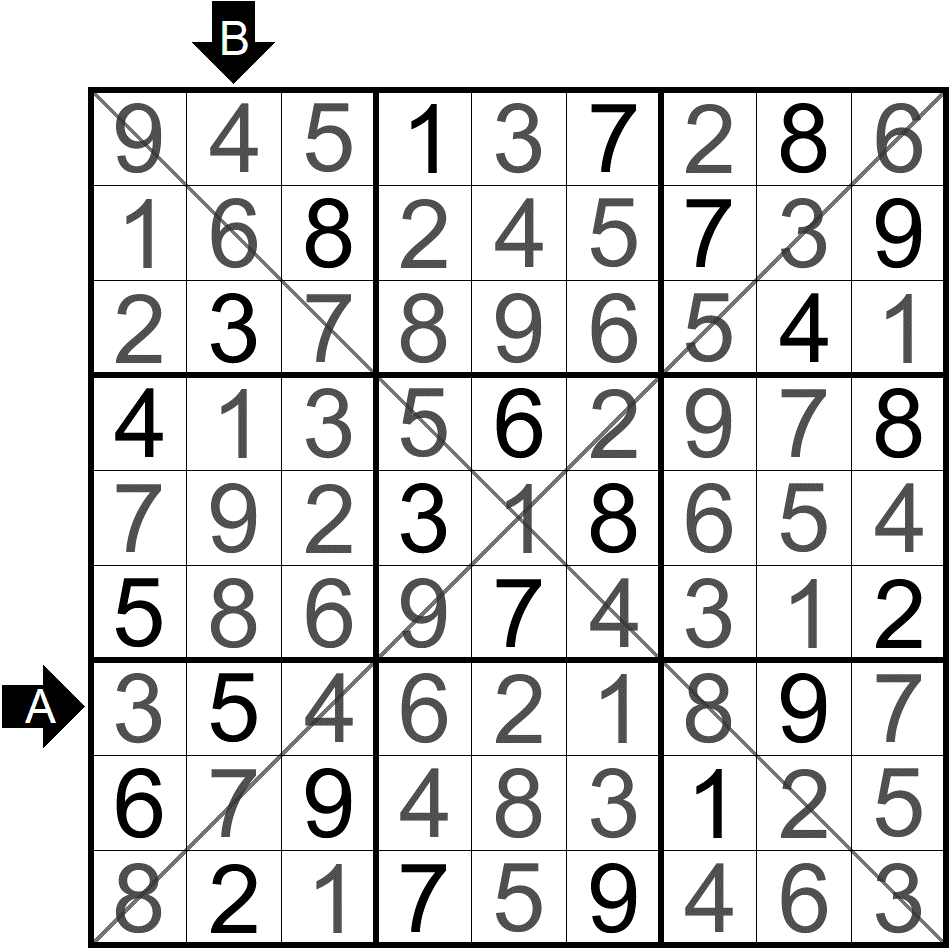 B
9 4 5 1 3 7 2 8 6
1 6 8 2 4 5 7 3 9
2 3 7 8 9 6 5 4 1
4 1 3 5 6 2 9 7 8
7 9 2 3 1 8 6 5 4
5 8 6 9 7 4 3 1 2
A 3 5 4 6 2 1 8 9 7
6 7 9 4 8 3 1 2 5
8 2 1 7 5 9 4 6 3